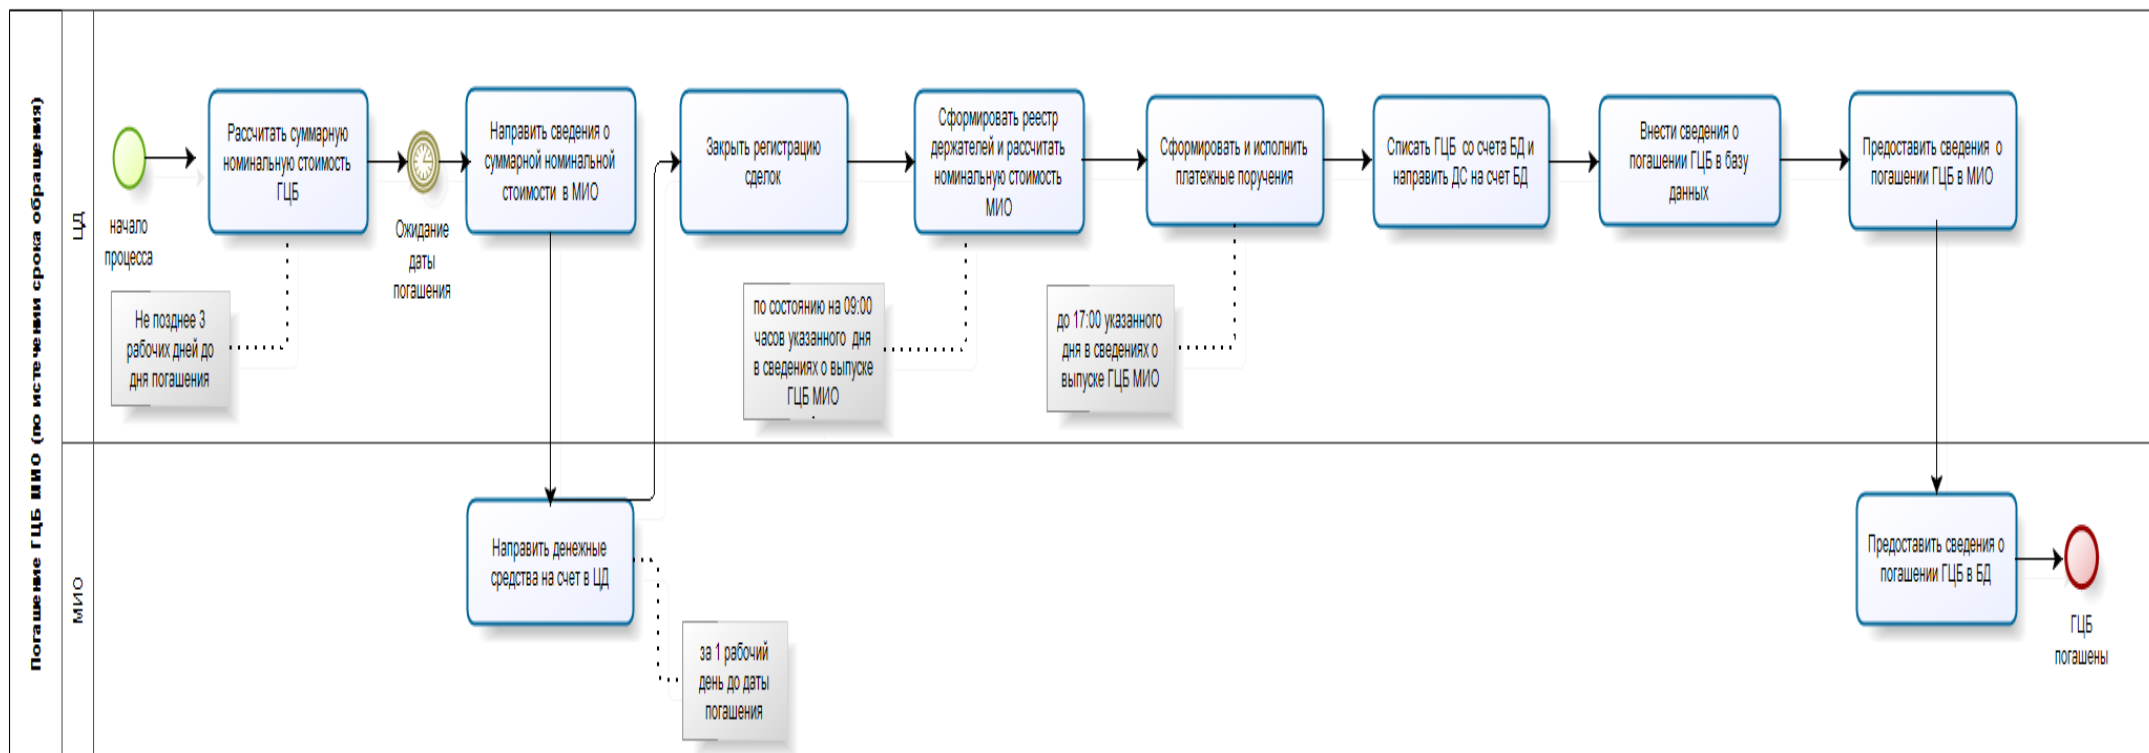 Погашение ГЦБ МИО (по истечении срока обращения)
ЦД
начало
процесса
Рассчитать суммарную
номинальную стоимость
ГЦБ
Не позднее 3
рабочих дней до
дня погашения
Ожидание
даты
погашения
Направить сведения о
суммарной номинальной
стоимости в МИО
Закрыть регистрацию
сделок
Сформировать реестр
держателей и рассчитать
номинальную стоимость
МИО
по состоянию на 09:00
часов указанного дня
в сведениях о выпуске
ГЦБ МИО
Сформировать и исполнить
платежные поручения
до 17:00 указанного
дня в сведениях о
выпуске ГЦБ МИО
Списать ГЦБ со счета БД и
направить ДС на счет БД
Внести сведения о
погашении ГЦБ в базу
данных
Предоставить сведения о
погашении ГЦБ в МИО
МИО
Направить денежные
средства на счет в ЦД
за 1 рабочий
день до даты
погашения
Предоставить сведения о
погашении ГЦБ в БД
ГЦБ
погашены